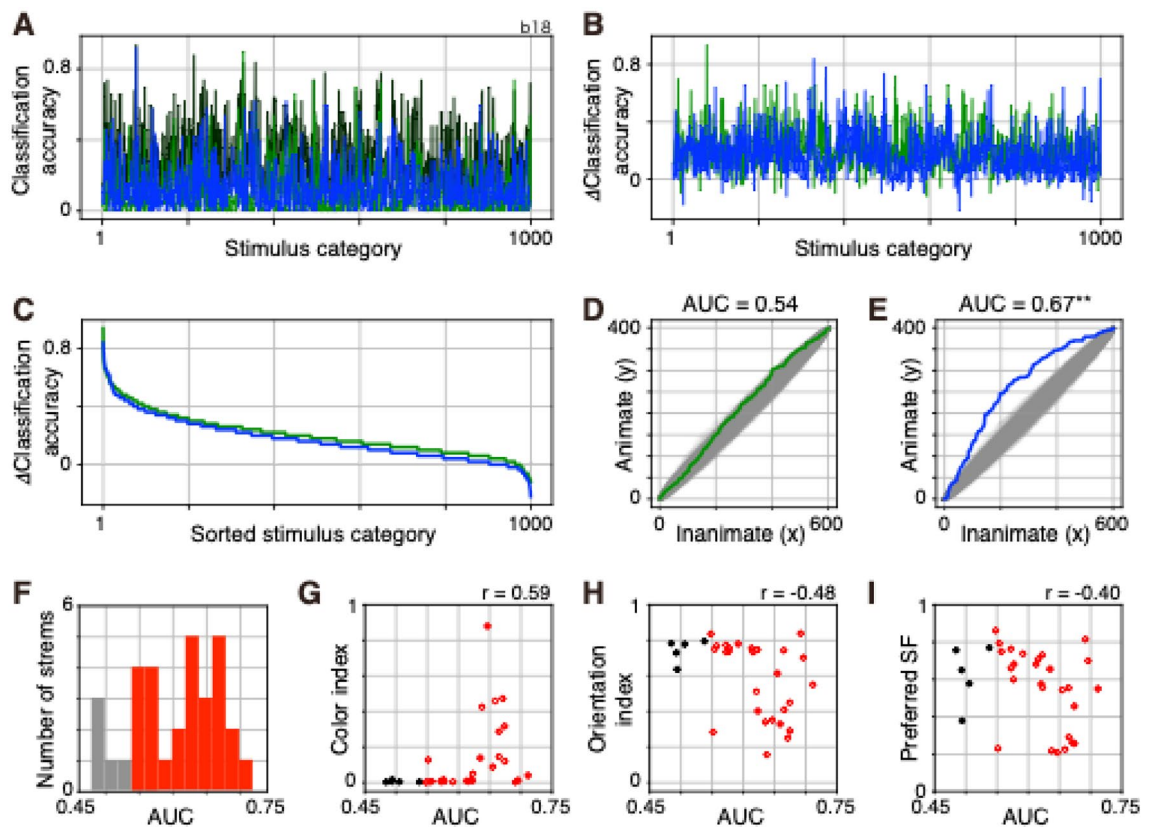 A
b18
Classification
accuracy
0.8
0
1
1000
Stimulus category
B
ΔClassification
accuracy
0.8
0
1
1000
Stimulus category
C
ΔClassification
accuracy
0.8
0
1
1000
Sorted stimulus category
D
AUC = 0.54
Animate (y)
400
0
0
600
Inanimate (x)
E
AUC = 0.67**
Animate (y)
400
0
0
600
Inanimate (x)
F
Number of strems
6
0
0.45
0.75
AUC
G
r = 0.59
Color index
1
0
0.45
0.75
AUC
H
r = -0.48
Orientation
index
1
0
0.45
0.75
AUC
I
r = -0.40
Preferred SF
1
0
0.45
0.75
AUC